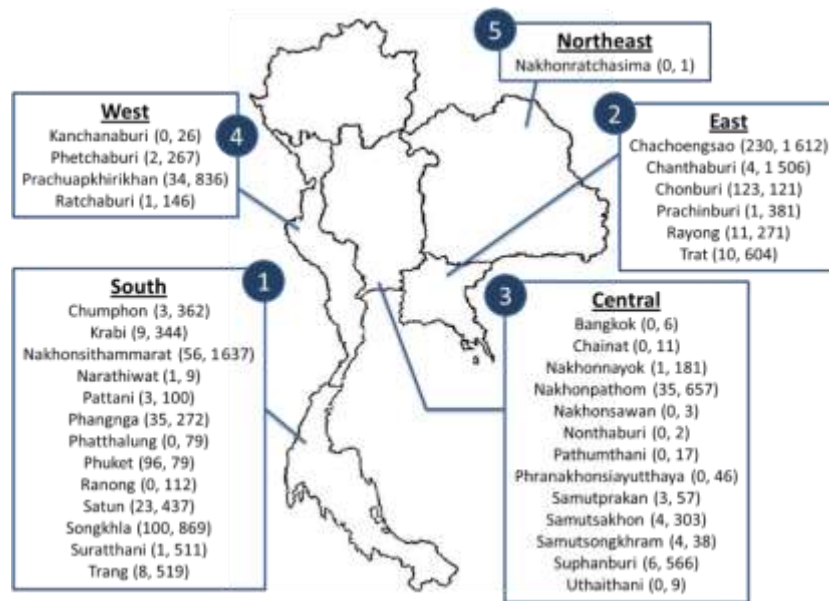 5
Northeast
Nakhonratchasima (0, 1)
West
Kanchanaburi (0, 26)
Phetchaburi (2, 267)
Prachuapkhirikhan (34, 836)
Ratchaburi (1, 146)
4
2
East
Chachoengsao (230, 1 612)
Chanthaburi (4, 1 506)
Chonburi (123, 121)
Prachinburi (1, 381)
Rayong (11, 271)
Trat (10, 604)
South
Chumphon (3, 362)
Krabi (9, 344)
Nakhonsithammarat (56, 1637)
Narathiwat (1, 9)
Pattani (3, 100)
Phangnga (35, 272)
Phatthalung (0, 79)
Phuket (96, 79)
Ranong (0, 112)
Satun (23, 437)
Songkhla (100, 869)
Suratthani (1, 511)
Trang (8, 519)
1
3
Central
Bangkok (0, 6)
Chainat (0, 11)
Nakhonnayok (1, 181)
Nakhonpathom (35, 657)
Nakhonsawan (0, 3)
Nonthaburi (0, 2)
Pathumthani (0, 17)
Phranakhonsiayutthaya (0, 46)
Samutprakan (3, 57)
Samutsakhon (4, 303)
Samutsongkhram (4, 38)
Suphanburi (6, 566)
Uthaithani (0, 9)